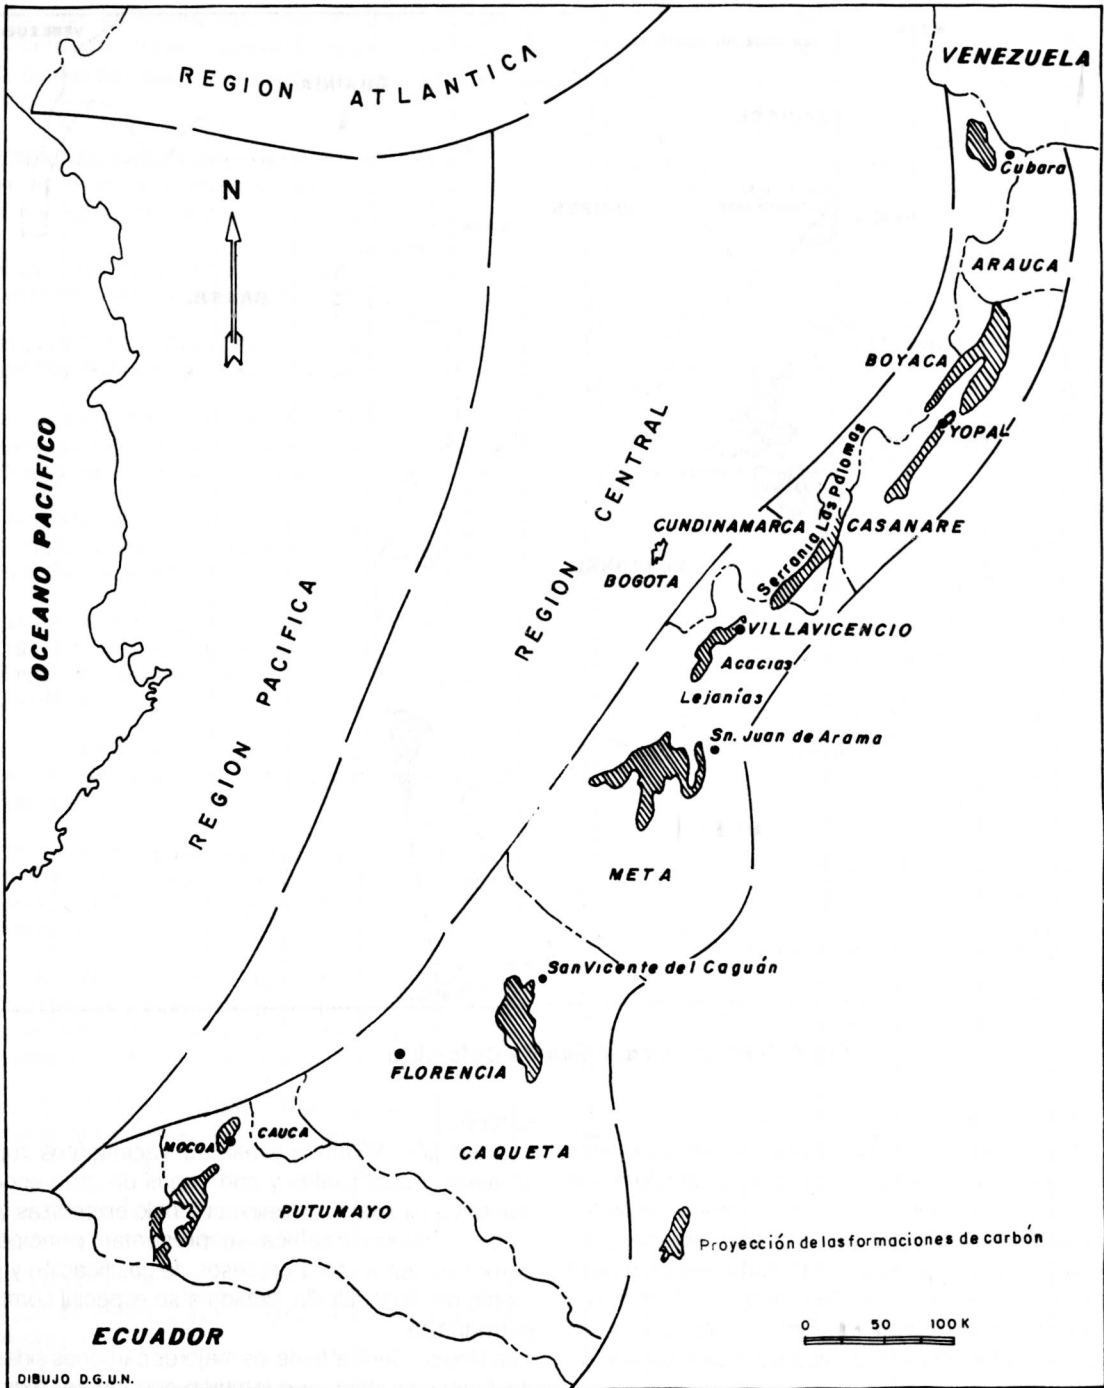 REGION ATLANTICA
VENEZUELA
N
Cubara
ARAUCA
BOYACA
YOPAL
OCEANO PACIFICO
REGION CENTRAL
Serranía Las Palomas
CUNDINAMARCA
CASANARE
BOGOTA
REGION PACIFICA
VILLAVICENCIO
Acacias
Lejanías
Sn. Juan de Arama
META
San Vicente del Caguán
FLORENCIA
CAUCA
MOCOA
CAQUETA
PUTUMAYO
Proyección de las formaciones de carbón
ECUADOR
0 50 100 K
DIBUJO D.G.U.N.